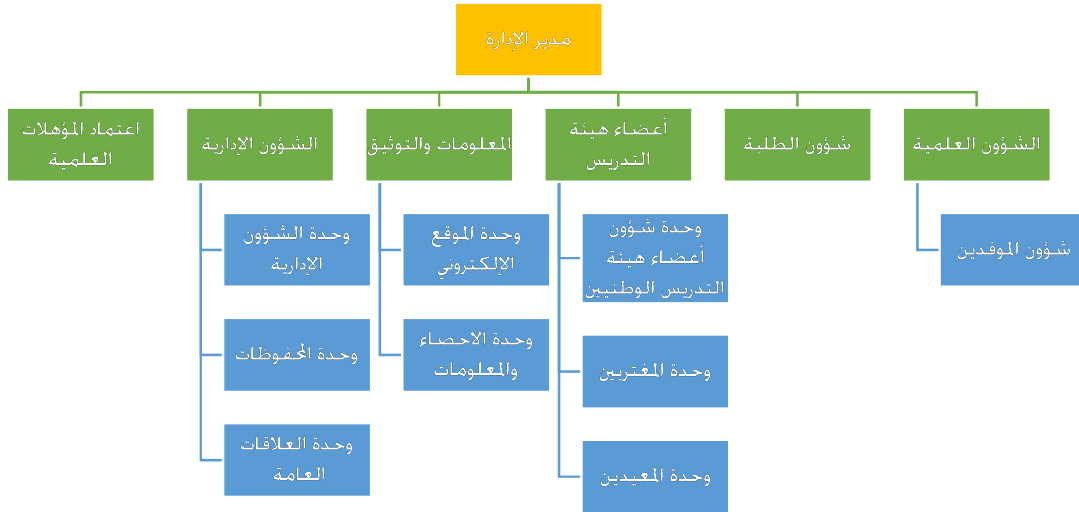 مدير الإدارة
الشؤون العلمية
شؤون الطلبة
أعضاء هيئة
التدريس
المعلومات والتوثيق
الشؤون الإدارية
اعتماد المؤهلات
العلمية
شؤون الموفدين
وحدة شؤون
أعضاء هيئة
التدريس الوطنيين
وحدة المغتربين
وحدة المعيدين
وحدة الموقع
الإلكتروني
وحدة الاحصاء
والمعلومات
وحدة الشؤون
الإدارية
وحدة المحفوظات
وحدة العلاقات
العامة